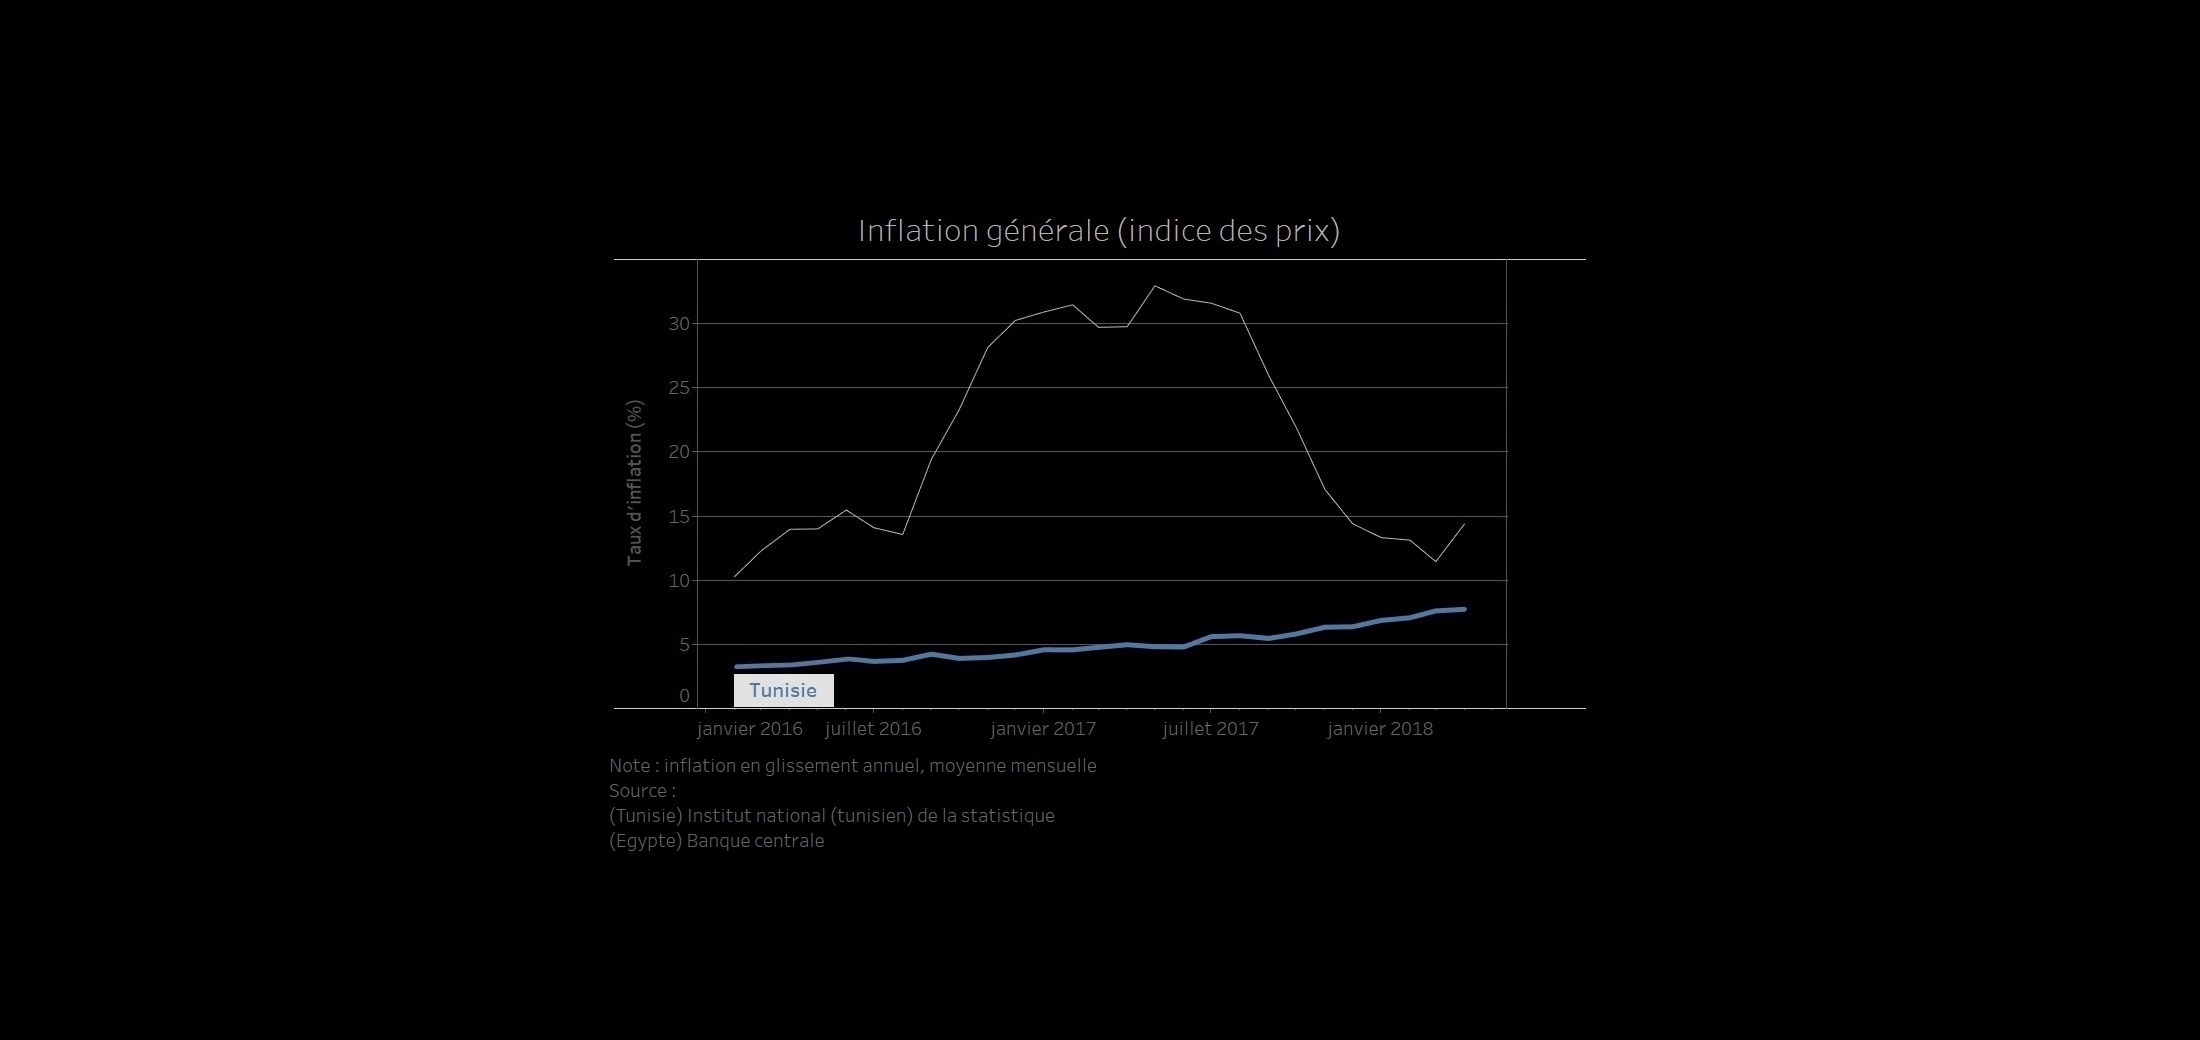 Inflation générale (indice des prix)
Taux d'inflation (%)
30
25
20
15
10
5
0
Tunisie
janvier 2016 juillet 2016 janvier 2017 juillet 2017 janvier 2018
Note : inflation en glissement annuel, moyenne mensuelle
Source :
(Tunisie) Institut national (tunisien) de la statistique
(Egypte) Banque centrale